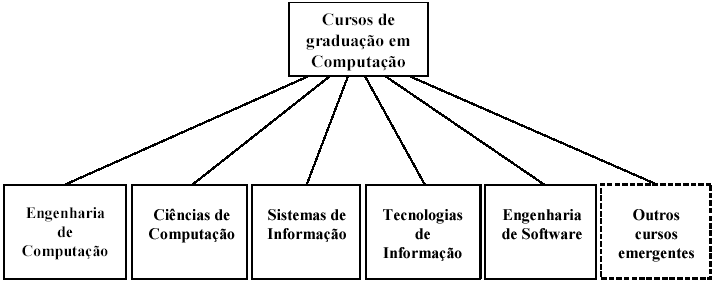 Cursos de
graduação em
Computação
Engenharia
de
Computação
Ciências de
Computação
Sistemas de
Informação
Tecnologias
de
Informação
Engenharia
de Software
Outros
cursos
emergentes